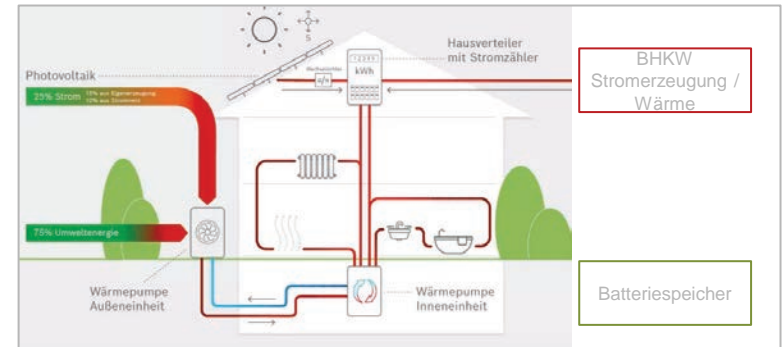 S
Hausverteiler
mit Stromzähler
kWh
Photovoltaik
25% Strom
BHKW
Stromerzeugung /
Wärme
75% Umweltenergie
Wärmepumpe
Außeneinheit
Wärmepumpe
Inneneinheit
Batteriespeicher